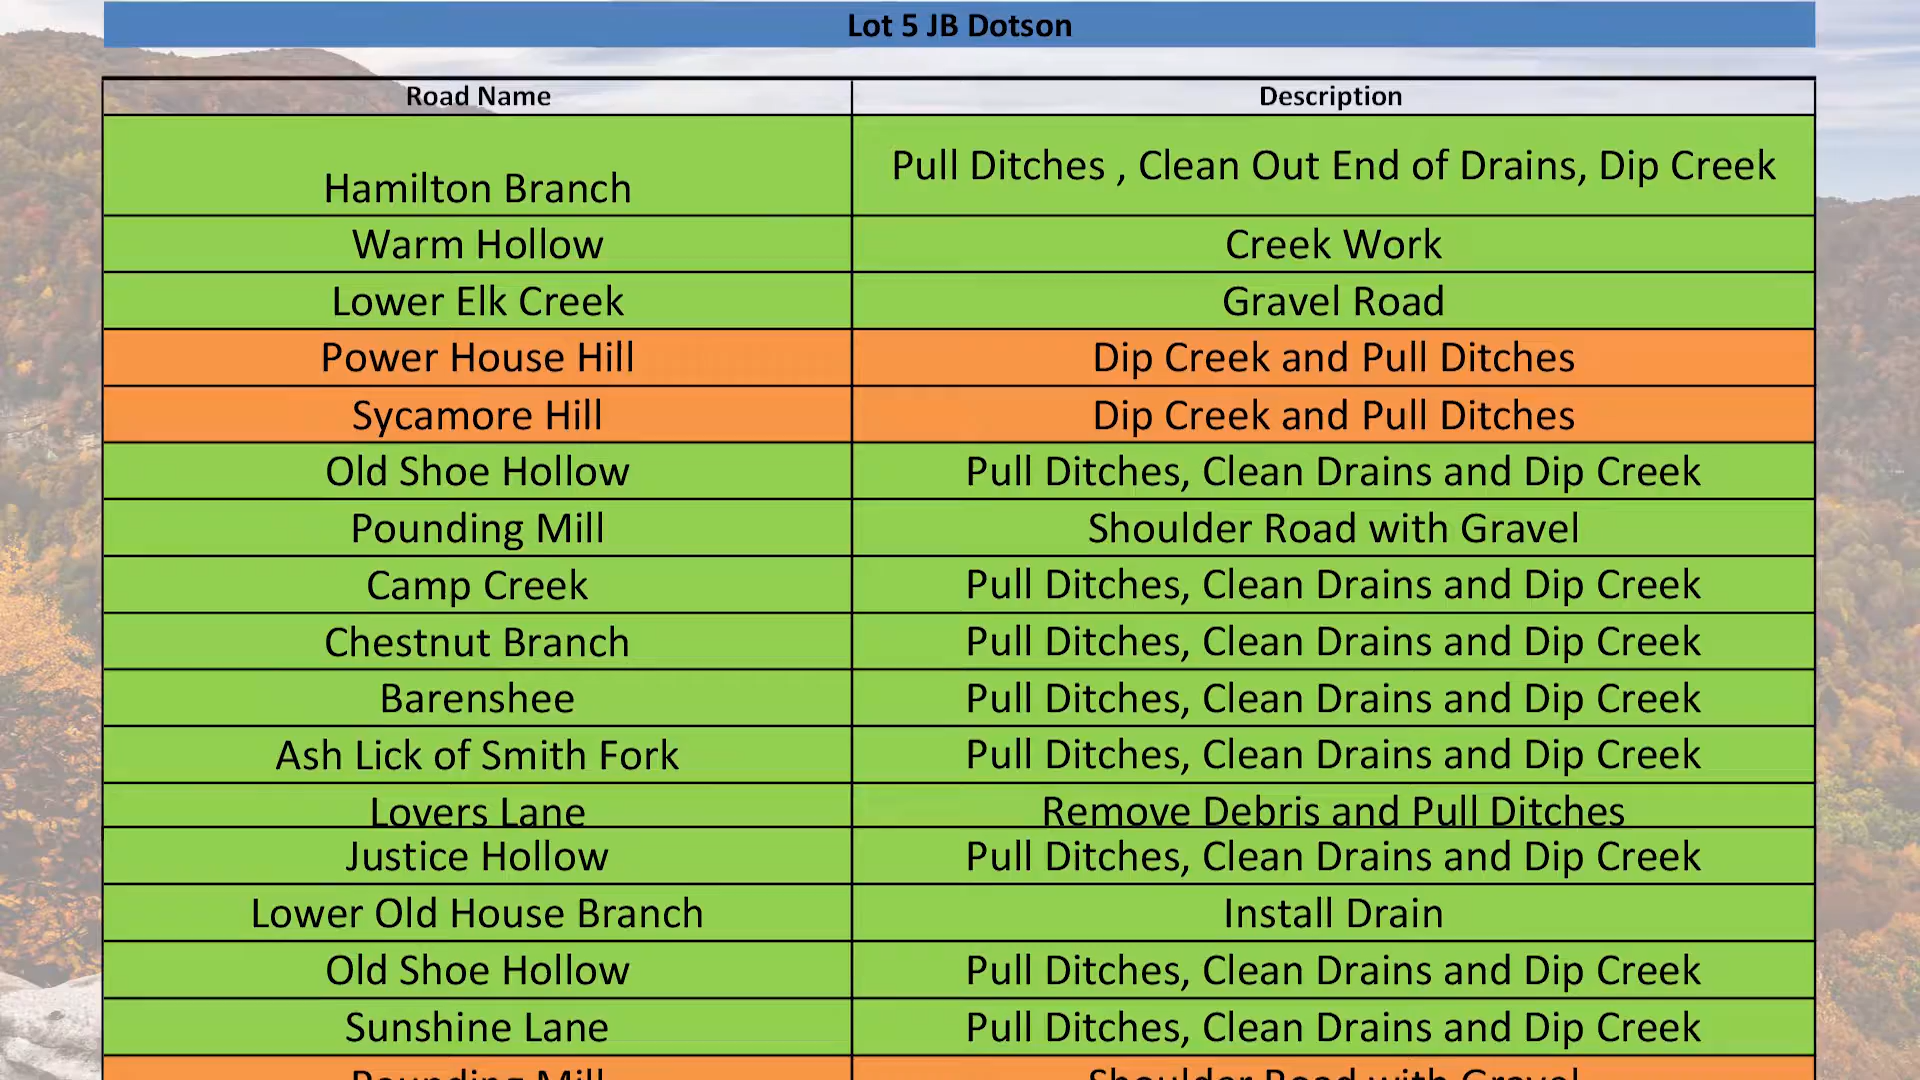 Lot 5 JB Dotson
Road Name Description
Hamilton Branch Pull Ditches , Clean Out End of Drains, Dip Creek
Warm Hollow Creek Work
Lower Elk Creek Gravel Road
Power House Hill Dip Creek and Pull Ditches
Sycamore Hill Dip Creek and Pull Ditches
Old Shoe Hollow Pull Ditches, Clean Drains and Dip Creek
Pounding Mill Shoulder Road with Gravel
Camp Creek Pull Ditches, Clean Drains and Dip Creek
Chestnut Branch Pull Ditches, Clean Drains and Dip Creek
Barenshee Pull Ditches, Clean Drains and Dip Creek
Ash Lick of Smith Fork Pull Ditches, Clean Drains and Dip Creek
Lovers Lane Remove Debris and Pull Ditches
Justice Hollow Pull Ditches, Clean Drains and Dip Creek
Lower Old House Branch Install Drain
Old Shoe Hollow Pull Ditches, Clean Drains and Dip Creek
Sunshine Lane Pull Ditches, Clean Drains and Dip Creek
Pounding Mill Shoulder Road with Gravel